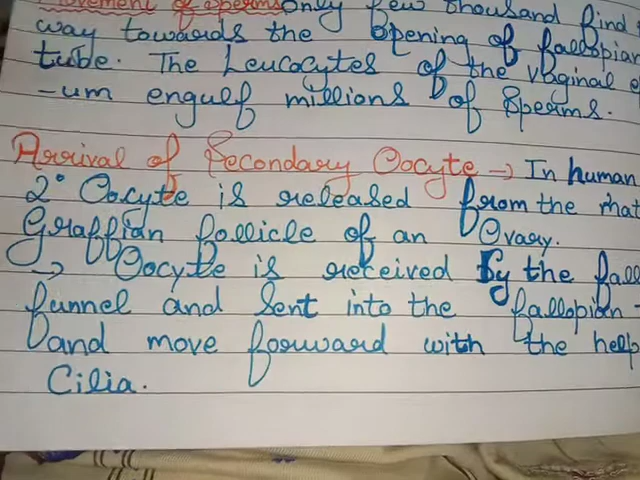 Movement of sperms Only few thousand find
way towards the opening of fallopian
tube. The Leucocytes of the vaginal e
-um engulf millions of sperms.
Arrival of Secondary Oocyte → In human
2° Oocyte is released from the mat
Graffian follicle of an Ovary.
→ Oocyte is received by the fall
funnel and sent into the fallopian -
and move forward with the help
Cilia.